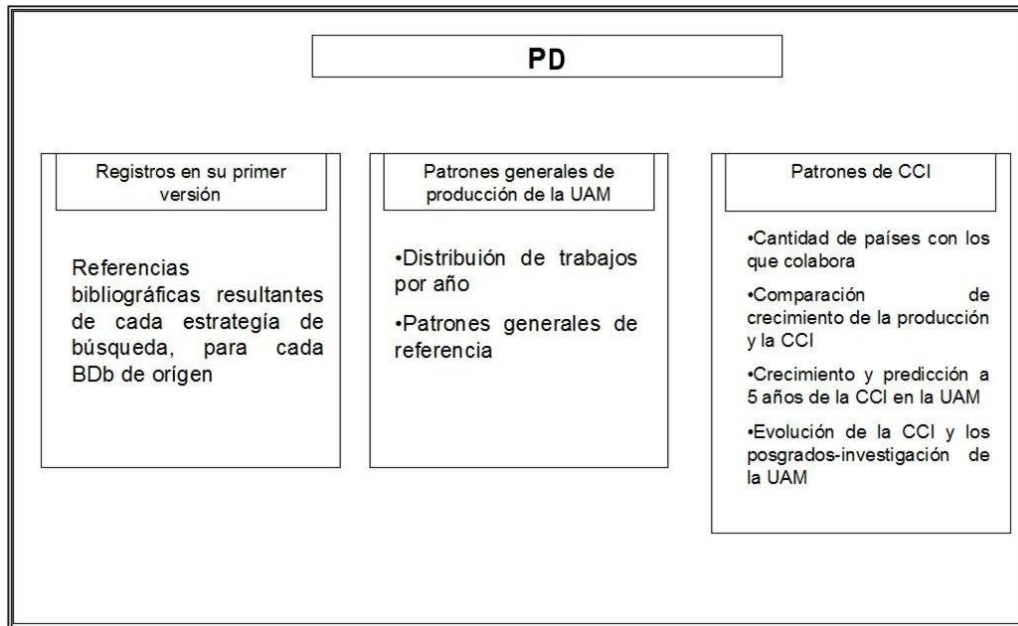 PD
Registros en su primer
versión
Referencias
bibliográficas resultantes
de cada estrategía de
búsqueda, para cada
BDb de orígen
Patrones generales de
producción de la UAM
•Distribuión de trabajos
por año
•Patrones generales de
referencia
Patrones de CCI
•Cantidad de países con los
que colabora
•Comparación de
crecimiento de la producción
y la CCI
•Crecimiento y predicción a
5 años de la CCI en la UAM
•Evolución de la CCI y los
posgrados-investigación de
la UAM